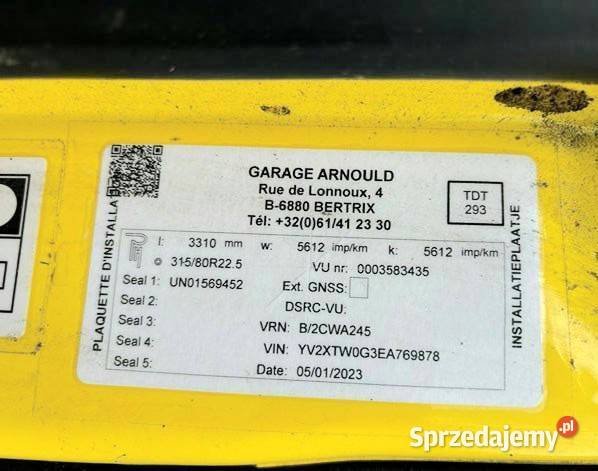 GARAGE ARNOULD
Rue de Lonnoux, 4
B-6880 BERTRIX
Tél: +32(0)61/41 23 30
TDT
293
PLAQUETTE D'INSTALLA
INSTALLATIEPLAATJE
l: 3310 mm w: 5612 imp/km k: 5612 imp/km
315/80R22.5 VU nr: 0003583435
Seal 1: UN01569452 Ext. GNSS:
Seal 2: DSRC-VU:
Seal 3: VRN: B/2CWA245
Seal 4: VIN: YV2XTW0G3EA769878
Seal 5: Date: 05/01/2023
Sprzedajemy.pl